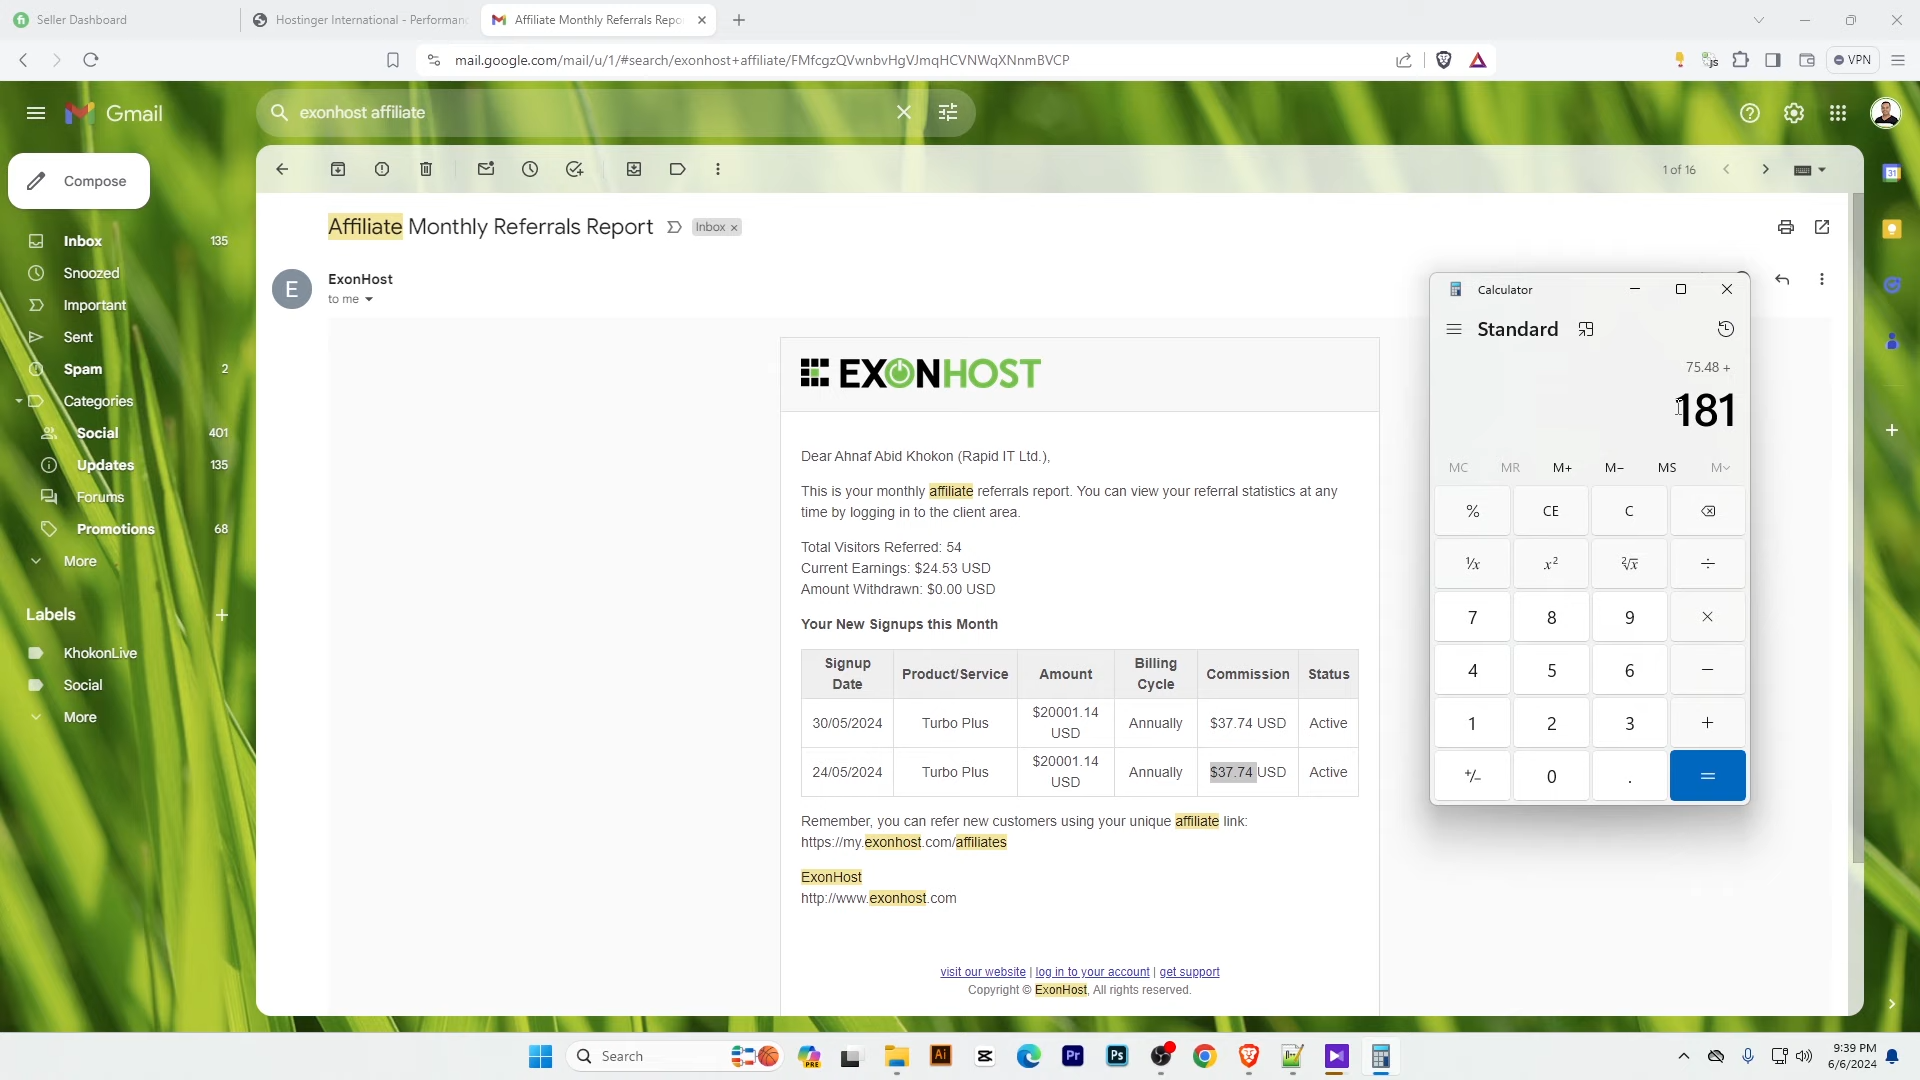 Seller Dashboard
Hostinger International - Performan
Affiliate Monthly Referrals Repo
mail.google.com/mail/u/1/#search/exonhost+affiliate/FMfcgzQVwnbvHgVJmqHCVNWqXNnmBVCP
VPN
Gmail
exonhost affiliate
Compose
1 of 16
Inbox 135
Snoozed
Important
Sent
Spam 2
Categories
Social 401
Updates 135
Forums
Promotions 68
More
Labels
KhokonLive
Social
More
Affiliate Monthly Referrals Report
Inbox
E
ExonHost
to me
EXONHOST
Dear Ahnaf Abid Khokon (Rapid IT Ltd.),
This is your monthly affiliate referrals report. You can view your referral statistics at any
time by logging in to the client area.
Total Visitors Referred: 54
Current Earnings: $24.53 USD
Amount Withdrawn: $0.00 USD
Your New Signups this Month
Signup Date Product/Service Amount Billing Cycle Commission Status
30/05/2024 Turbo Plus $20001.14 USD Annually $37.74 USD Active
24/05/2024 Turbo Plus $20001.14 USD Annually $37.74 USD Active
Remember, you can refer new customers using your unique affiliate link:
https://my.exonhost.com/affiliates
ExonHost
http://www.exonhost.com
visit our website | log in to your account | get support
Copyright © ExonHost, All rights reserved.
Calculator
Standard
75.48 +
181
MC MR M+ M− MS M
% CE C
⅟x x² ²√x ÷
7 8 9 ×
4 5 6 −
1 2 3 +
+/− 0 . =
31
Search
PRE
Ai
Pr
Ps
9:39 PM
6/6/2024